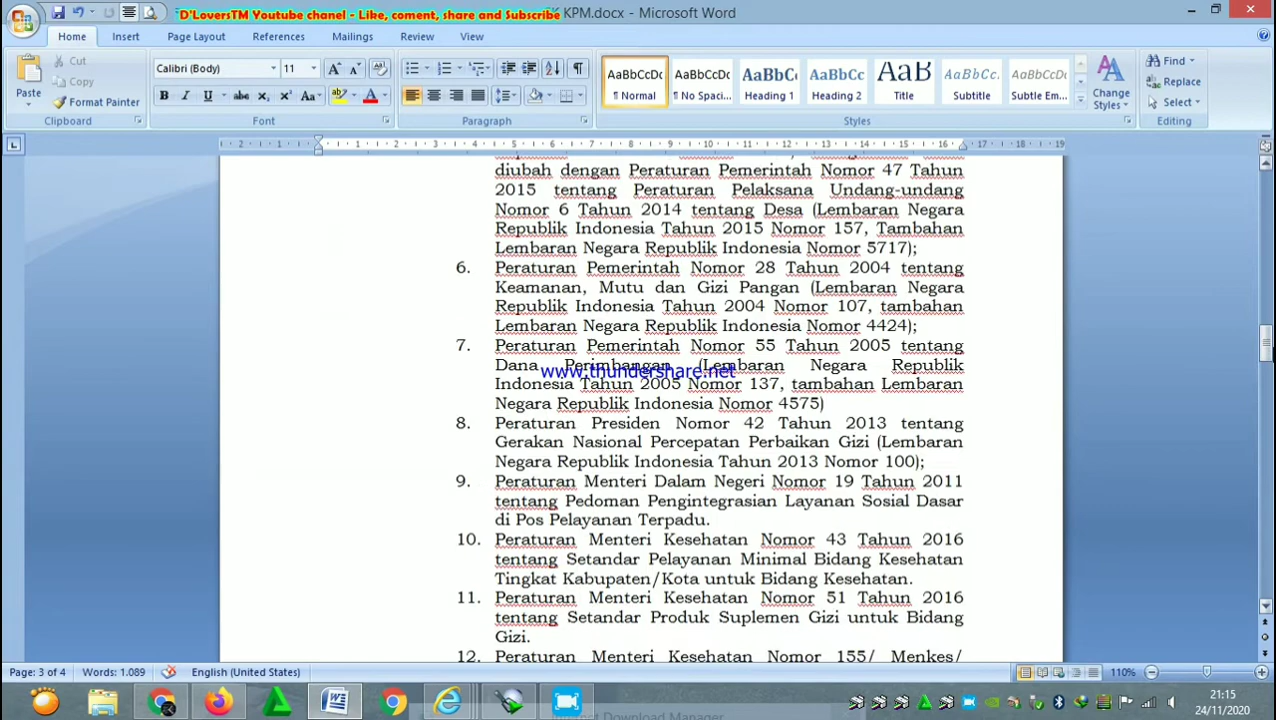 D'LoversTM Youtube chanel - Like, coment, share and Subscribe
KPM.docx - Microsoft Word
Home Insert Page Layout References Mailings Review View
Paste
Cut
Copy
Format Painter
Clipboard
Calibri (Body) 11
Font
Paragraph
AaBbCcDc AaBbCcDc AaBbCc AaBbCc AaB AaBbCc. AaBbCcDc
¶ Normal ¶ No Spaci... Heading 1 Heading 2 Title Subtitle Subtle Em...
Change
Styles
Styles
Find
Replace
Select
Editing
diubah dengan Peraturan Pemerintah Nomor 47 Tahun
2015 tentang Peraturan Pelaksana Undang-undang
Nomor 6 Tahun 2014 tentang Desa (Lembaran Negara
Republik Indonesia Tahun 2015 Nomor 157, Tambahan
Lembaran Negara Republik Indonesia Nomor 5717);
6. Peraturan Pemerintah Nomor 28 Tahun 2004 tentang
Keamanan, Mutu dan Gizi Pangan (Lembaran Negara
Republik Indonesia Tahun 2004 Nomor 107, tambahan
Lembaran Negara Republik Indonesia Nomor 4424);
7. Peraturan Pemerintah Nomor 55 Tahun 2005 tentang
Dana Perimbangan (Lembaran Negara Republik
www.thundershare.net
Indonesia Tahun 2005 Nomor 137, tambahan Lembaran
Negara Republik Indonesia Nomor 4575)
8. Peraturan Presiden Nomor 42 Tahun 2013 tentang
Gerakan Nasional Percepatan Perbaikan Gizi (Lembaran
Negara Republik Indonesia Tahun 2013 Nomor 100);
9. Peraturan Menteri Dalam Negeri Nomor 19 Tahun 2011
tentang Pedoman Pengintegrasian Layanan Sosial Dasar
di Pos Pelayanan Terpadu.
10. Peraturan Menteri Kesehatan Nomor 43 Tahun 2016
tentang Setandar Pelayanan Minimal Bidang Kesehatan
Tingkat Kabupaten/Kota untuk Bidang Kesehatan.
11. Peraturan Menteri Kesehatan Nomor 51 Tahun 2016
tentang Setandar Produk Suplemen Gizi untuk Bidang
Gizi.
12. Peraturan Menteri Kesehatan Nomor 155/ Menkes/
Page: 3 of 4 Words: 1.089 English (United States) 110%
Download Manager
21:15
24/11/2020